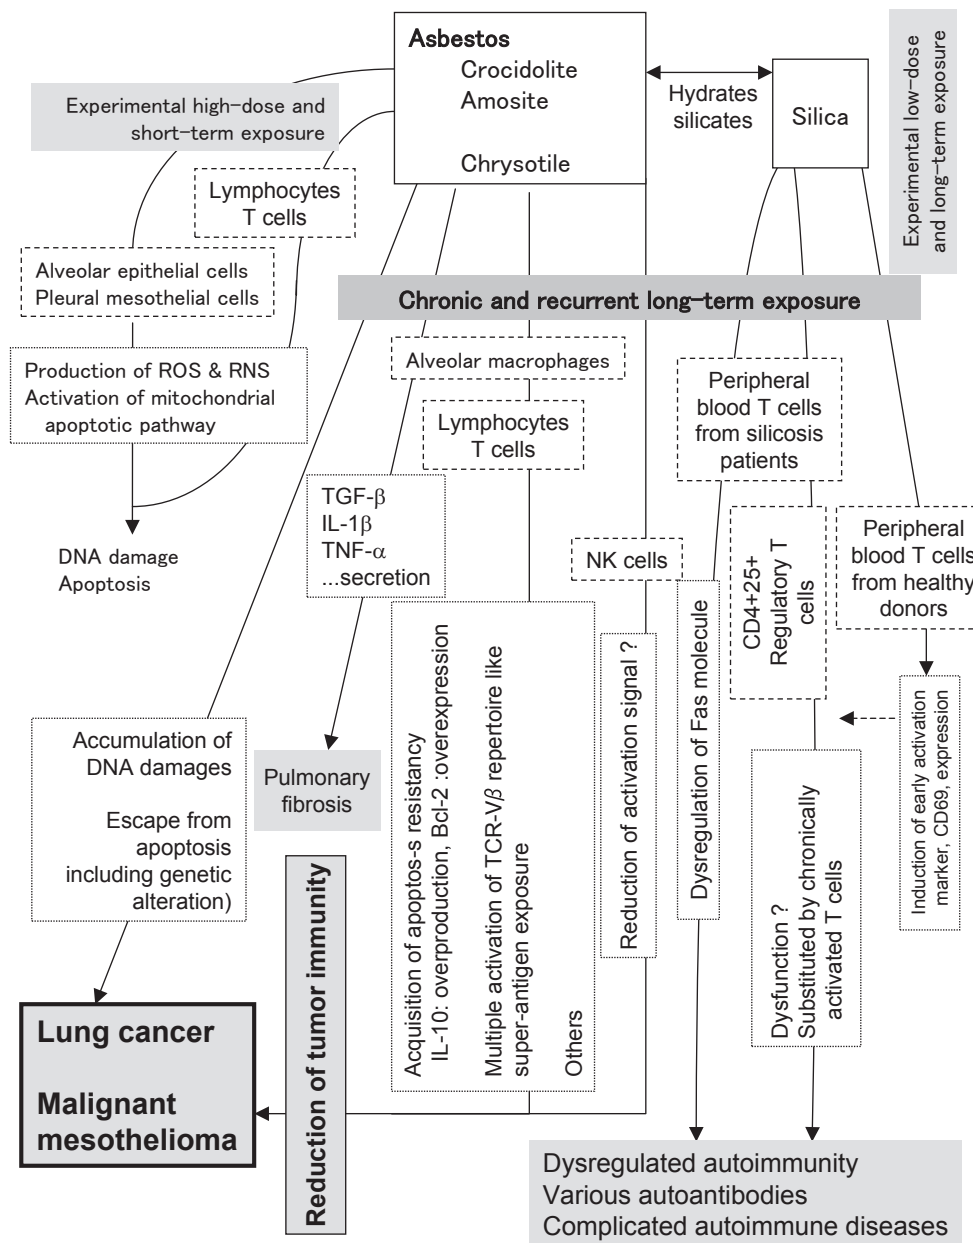 Asbestos
Crocidolite
Amosite
Chrysotile
Hydrates
silicates
Silica
Experimental low-dose
and long-term exposure
Experimental high-dose and
short-term exposure
Lymphocytes
T cells
Alveolar epithelial cells
Pleural mesothelial cells
Chronic and recurrent long-term exposure
Production of ROS & RNS
Activation of mitochondrial
apoptotic pathway
Alveolar macrophages
Lymphocytes
T cells
Peripheral
blood T cells
from silicosis
patients
TGF-β
IL-1β
TNF-α
...secretion
DNA damage
Apoptosis
NK cells
CD4+25+
Regulatory T
cells
Peripheral
blood T cells
from healthy
donors
Accumulation of
DNA damages
Escape from
apoptosis
including genetic
alteration)
Pulmonary
fibrosis
Acquisition of apoptos-s resistancy
IL-10: overproduction, Bcl-2 :overexpression
Multiple activation of TCR-Vβ repertoire like
super-antigen exposure
Others
Reduction of activation signal ?
Dysregulation of Fas molecule
Dysfunction ?
Substituted by chronically
activated T cells
Induction of early activation
marker, CD69, expression
Reduction of tumor immunity
Lung cancer
Malignant
mesothelioma
Dysregulated autoimmunity
Various autoantibodies
Complicated autoimmune diseases